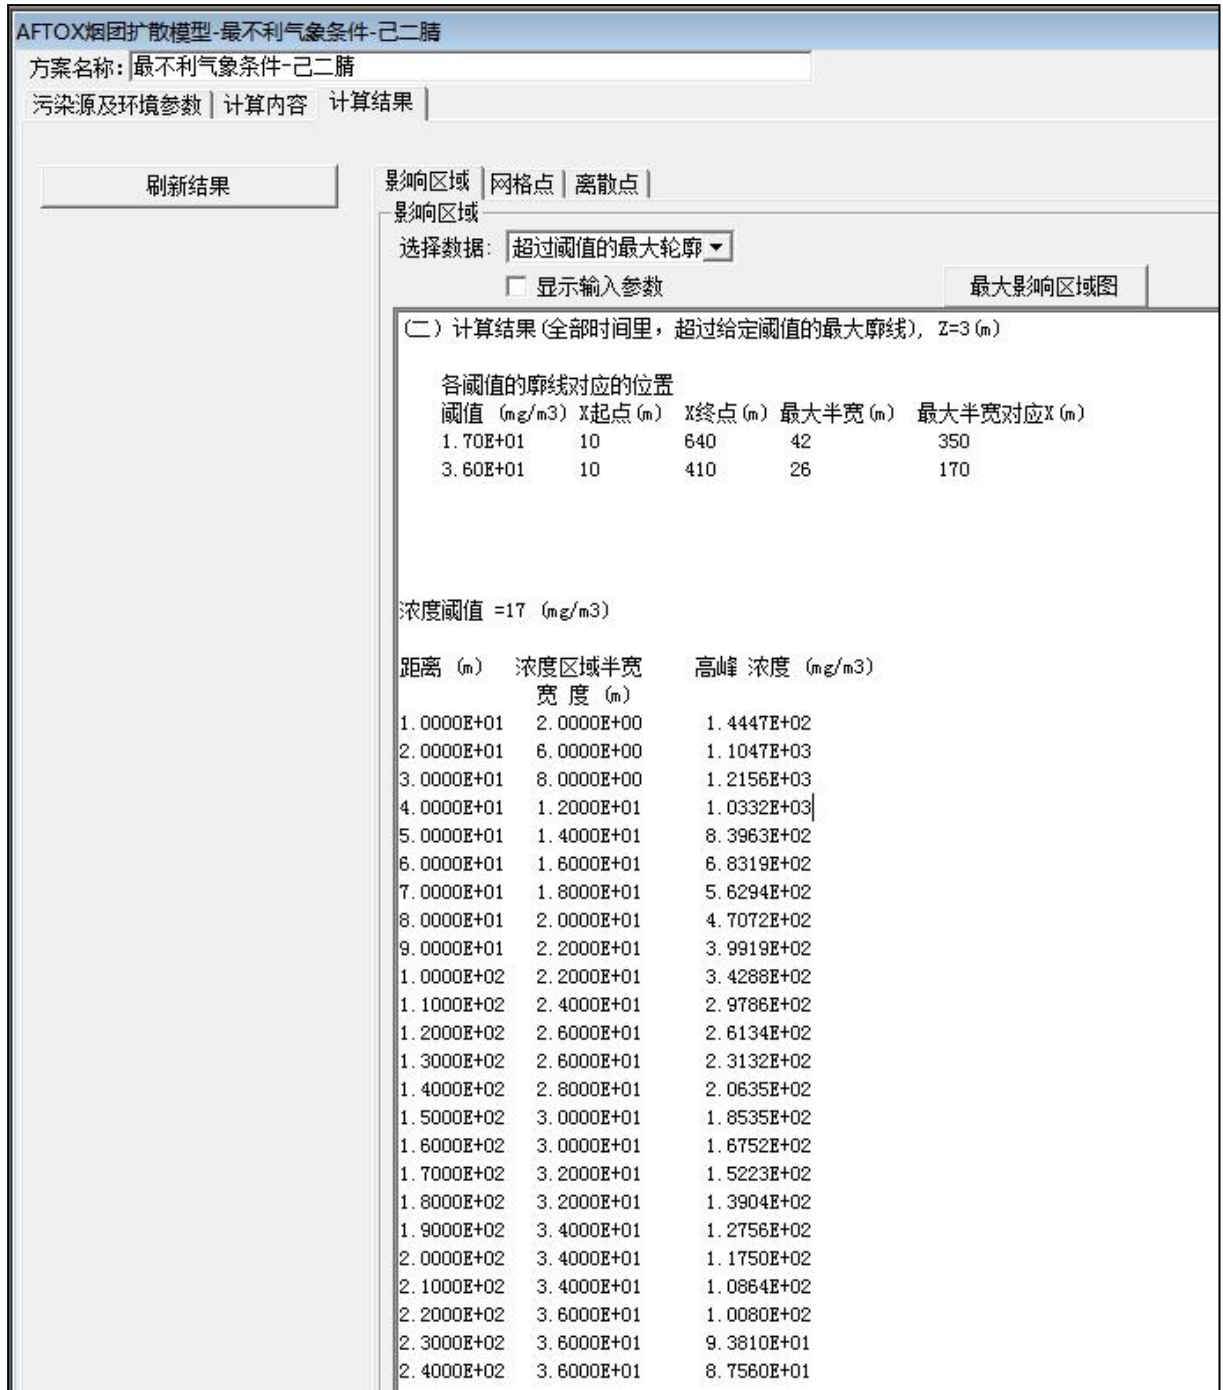 AFTOX烟团扩散模型-最不利气象条件-己二腈
方案名称: 最不利气象条件-己二腈
污染源及环境参数 计算内容 计算结果
刷新结果
影响区域 网格点 离散点
影响区域
选择数据: 超过阈值的最大轮廓
显示输入参数 最大影响区域图
(二) 计算结果(全部时间里，超过给定阈值的最大廓线), Z=3(m)
各阈值的廓线对应的位置
阈值 (mg/m3) X起点(m) X终点(m) 最大半宽(m) 最大半宽对应X(m)
1.70E+01 10 640 42 350
3.60E+01 10 410 26 170
浓度阈值 =17 (mg/m3)
距离 (m) 浓度区域半宽 高峰 浓度 (mg/m3)
宽 度 (m)
1.0000E+01 2.0000E+00 1.4447E+02
2.0000E+01 6.0000E+00 1.1047E+03
3.0000E+01 8.0000E+00 1.2156E+03
4.0000E+01 1.2000E+01 1.0332E+03
5.0000E+01 1.4000E+01 8.3963E+02
6.0000E+01 1.6000E+01 6.8319E+02
7.0000E+01 1.8000E+01 5.6294E+02
8.0000E+01 2.0000E+01 4.7072E+02
9.0000E+01 2.2000E+01 3.9919E+02
1.0000E+02 2.2000E+01 3.4288E+02
1.1000E+02 2.4000E+01 2.9786E+02
1.2000E+02 2.6000E+01 2.6134E+02
1.3000E+02 2.6000E+01 2.3132E+02
1.4000E+02 2.8000E+01 2.0635E+02
1.5000E+02 3.0000E+01 1.8535E+02
1.6000E+02 3.0000E+01 1.6752E+02
1.7000E+02 3.2000E+01 1.5223E+02
1.8000E+02 3.2000E+01 1.3904E+02
1.9000E+02 3.4000E+01 1.2756E+02
2.0000E+02 3.4000E+01 1.1750E+02
2.1000E+02 3.4000E+01 1.0864E+02
2.2000E+02 3.6000E+01 1.0080E+02
2.3000E+02 3.6000E+01 9.3810E+01
2.4000E+02 3.6000E+01 8.7560E+01